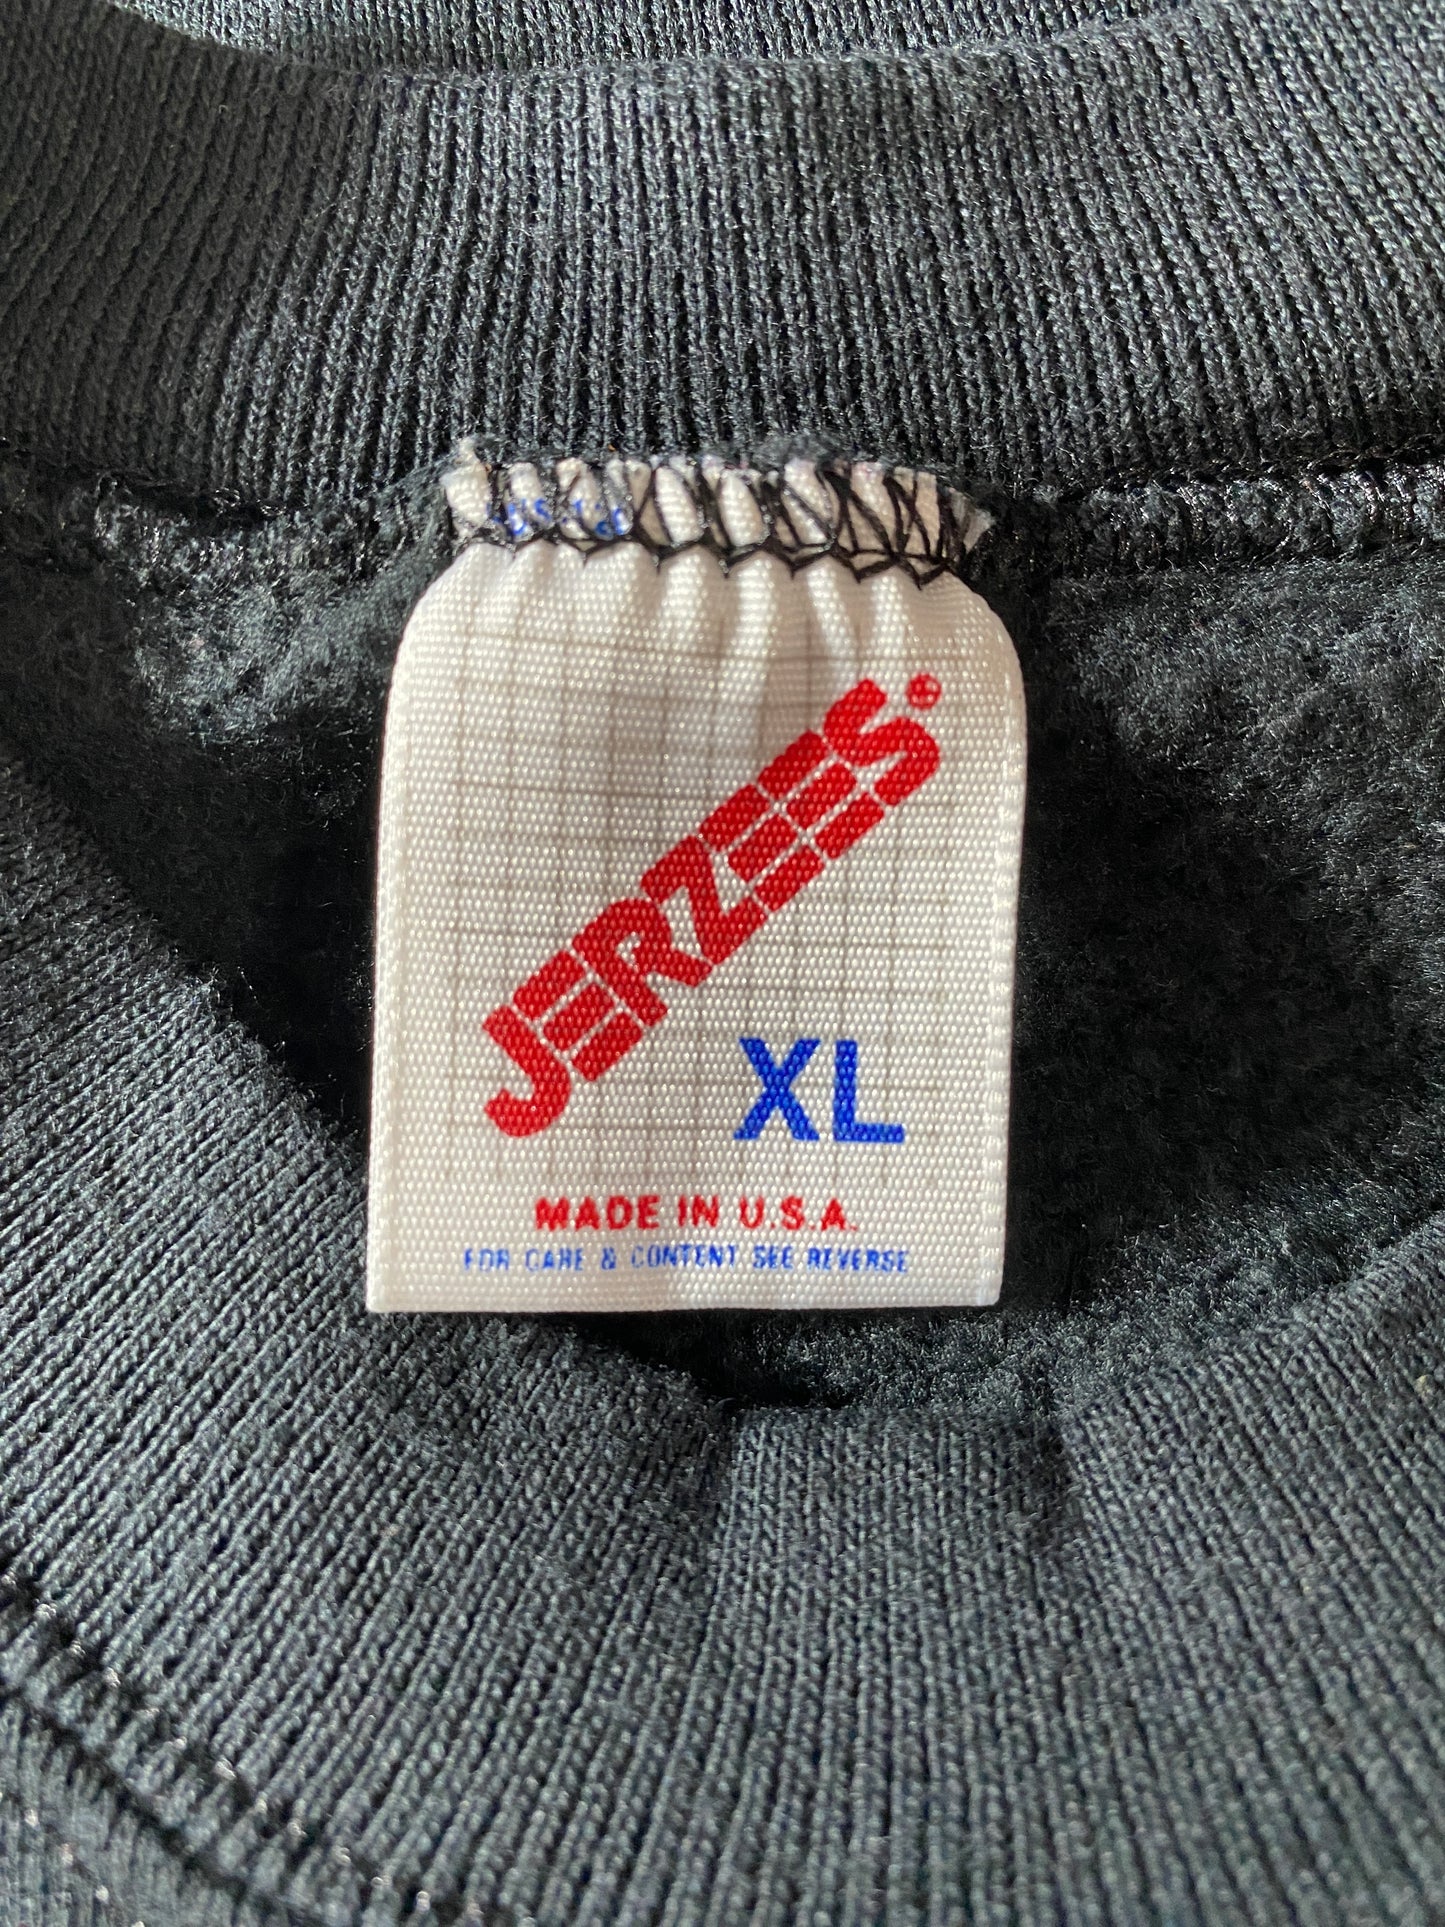 JERZEES®
XL
MADE IN U.S.A.
FOR CARE & CONTENT SEE REVERSE